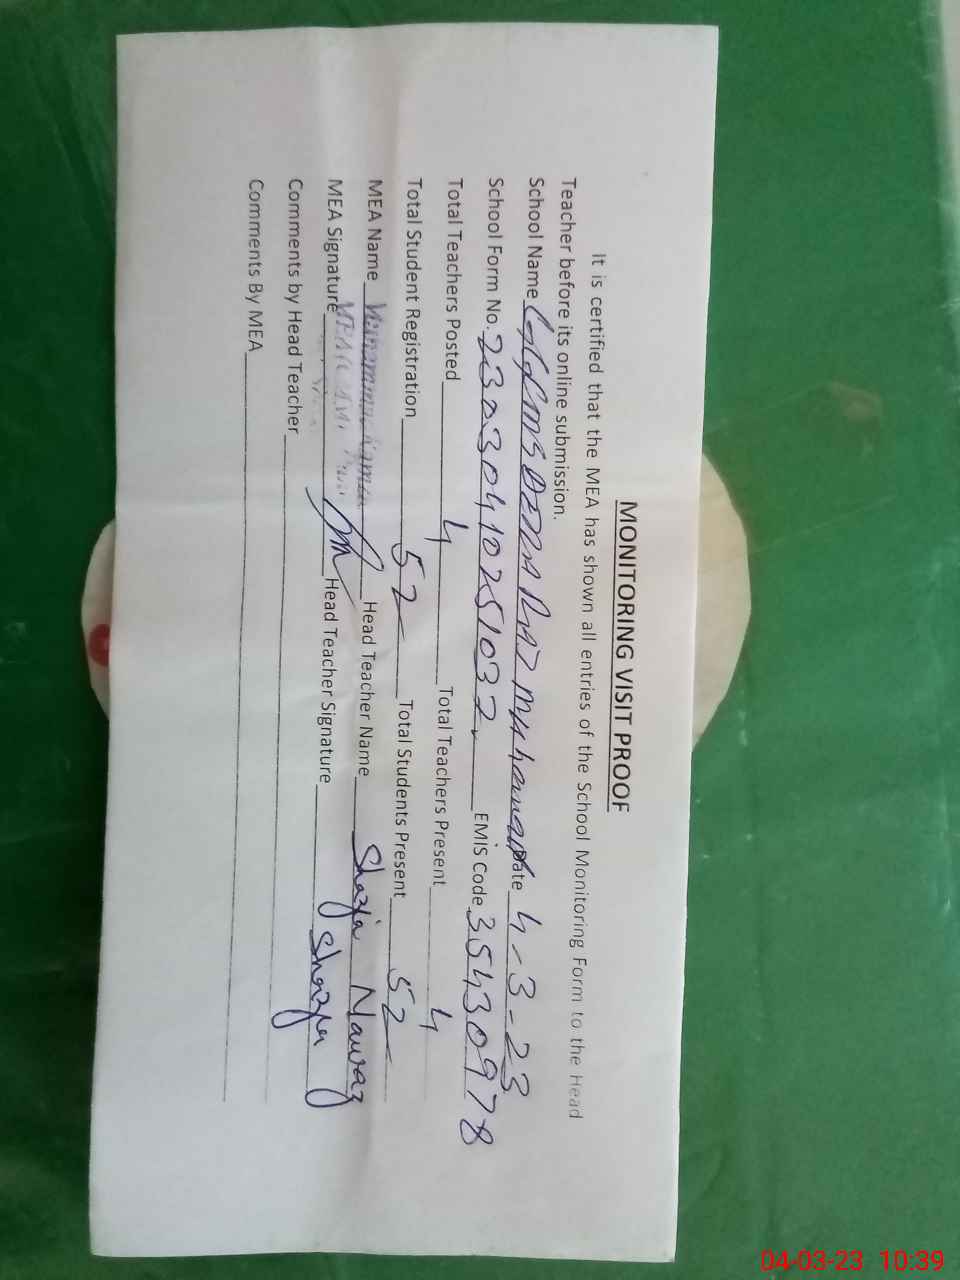 MONITORING VISIT PROOF
It is certified that the MEA has shown all entries of the School Monitoring Form to the Head
Teacher before its online submission.
School Name Date 4-3-23
School Form No. EMIS Code 35430978
Total Teachers Posted 4 Total Teachers Present 4
Total Student Registration 52 Total Students Present 52
MEA Name Head Teacher Name Shazia Nawaz
MEA Signature Head Teacher Signature Shazia
Comments by Head Teacher
Comments By MEA
04-03-23 10:39